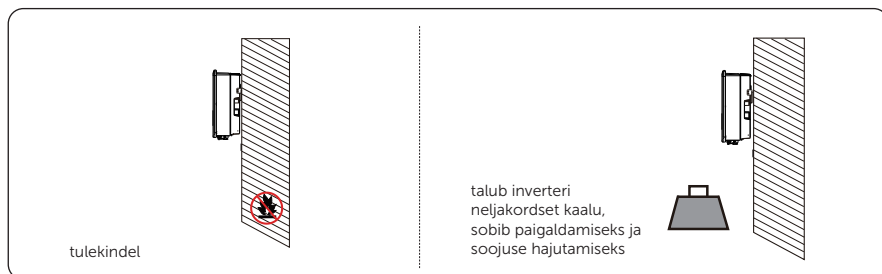 tulekindel
talub inverteri
neljakordset kaalu,
sobib paigaldamiseks ja
soojuse hajutamiseks